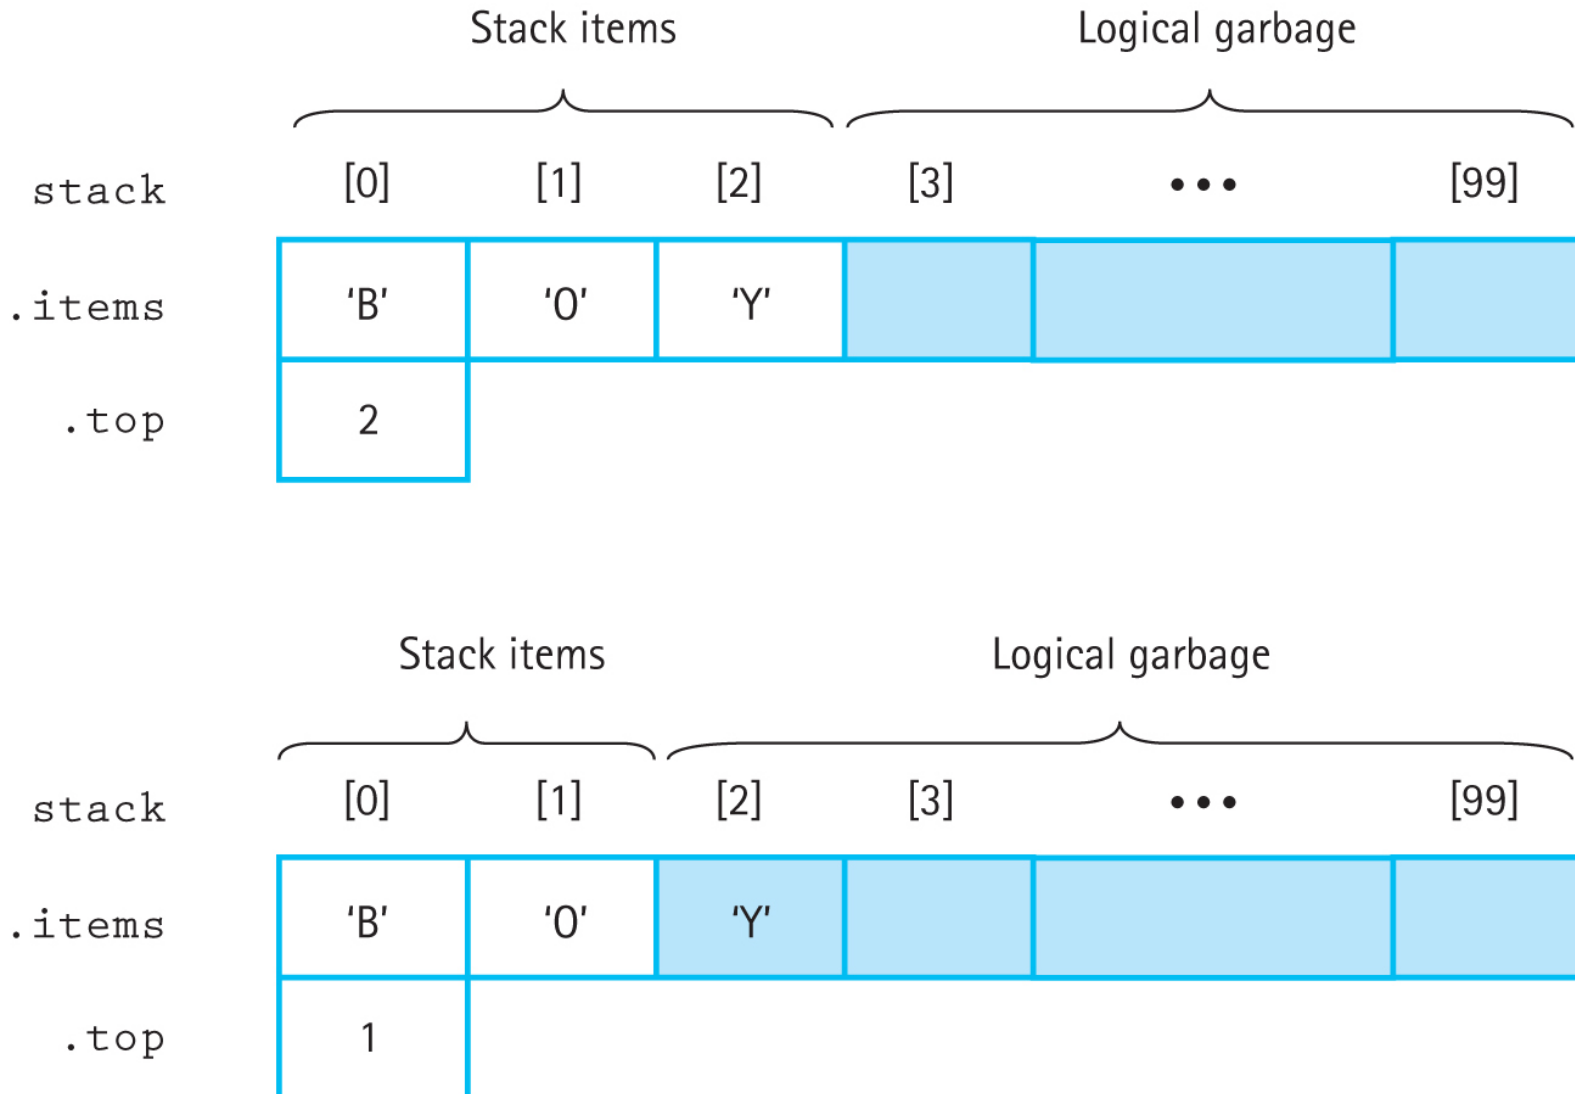 Stack items Logical garbage
stack [0] [1] [2] [3] ••• [99]
.items ‘B’ ‘O’ ‘Y’
.top 2
Stack items Logical garbage
stack [0] [1] [2] [3] ••• [99]
.items ‘B’ ‘O’ ‘Y’
.top 1